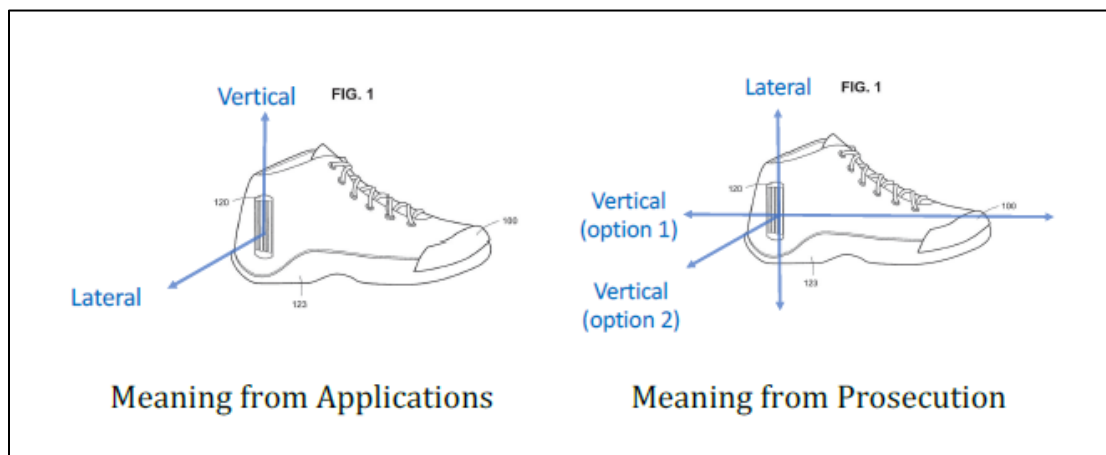 Vertical
FIG. 1
120
100
Lateral
123
Meaning from Applications
Lateral
FIG. 1
120
Vertical
(option 1)
100
Vertical
(option 2)
123
Meaning from Prosecution